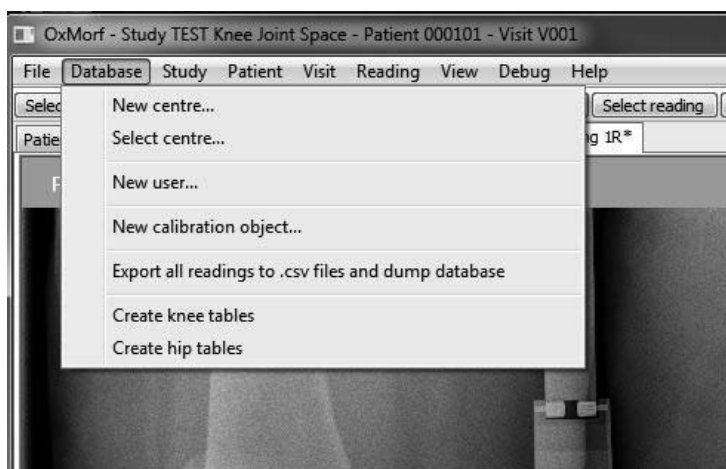 OxMorf - Study TEST Knee Joint Space - Patient 000101 - Visit V001
File Database Study Patient Visit Reading View Debug Help
Select reading
1R*
New centre...
Select centre...
New user...
New calibration object...
Export all readings to .csv files and dump database
Create knee tables
Create hip tables